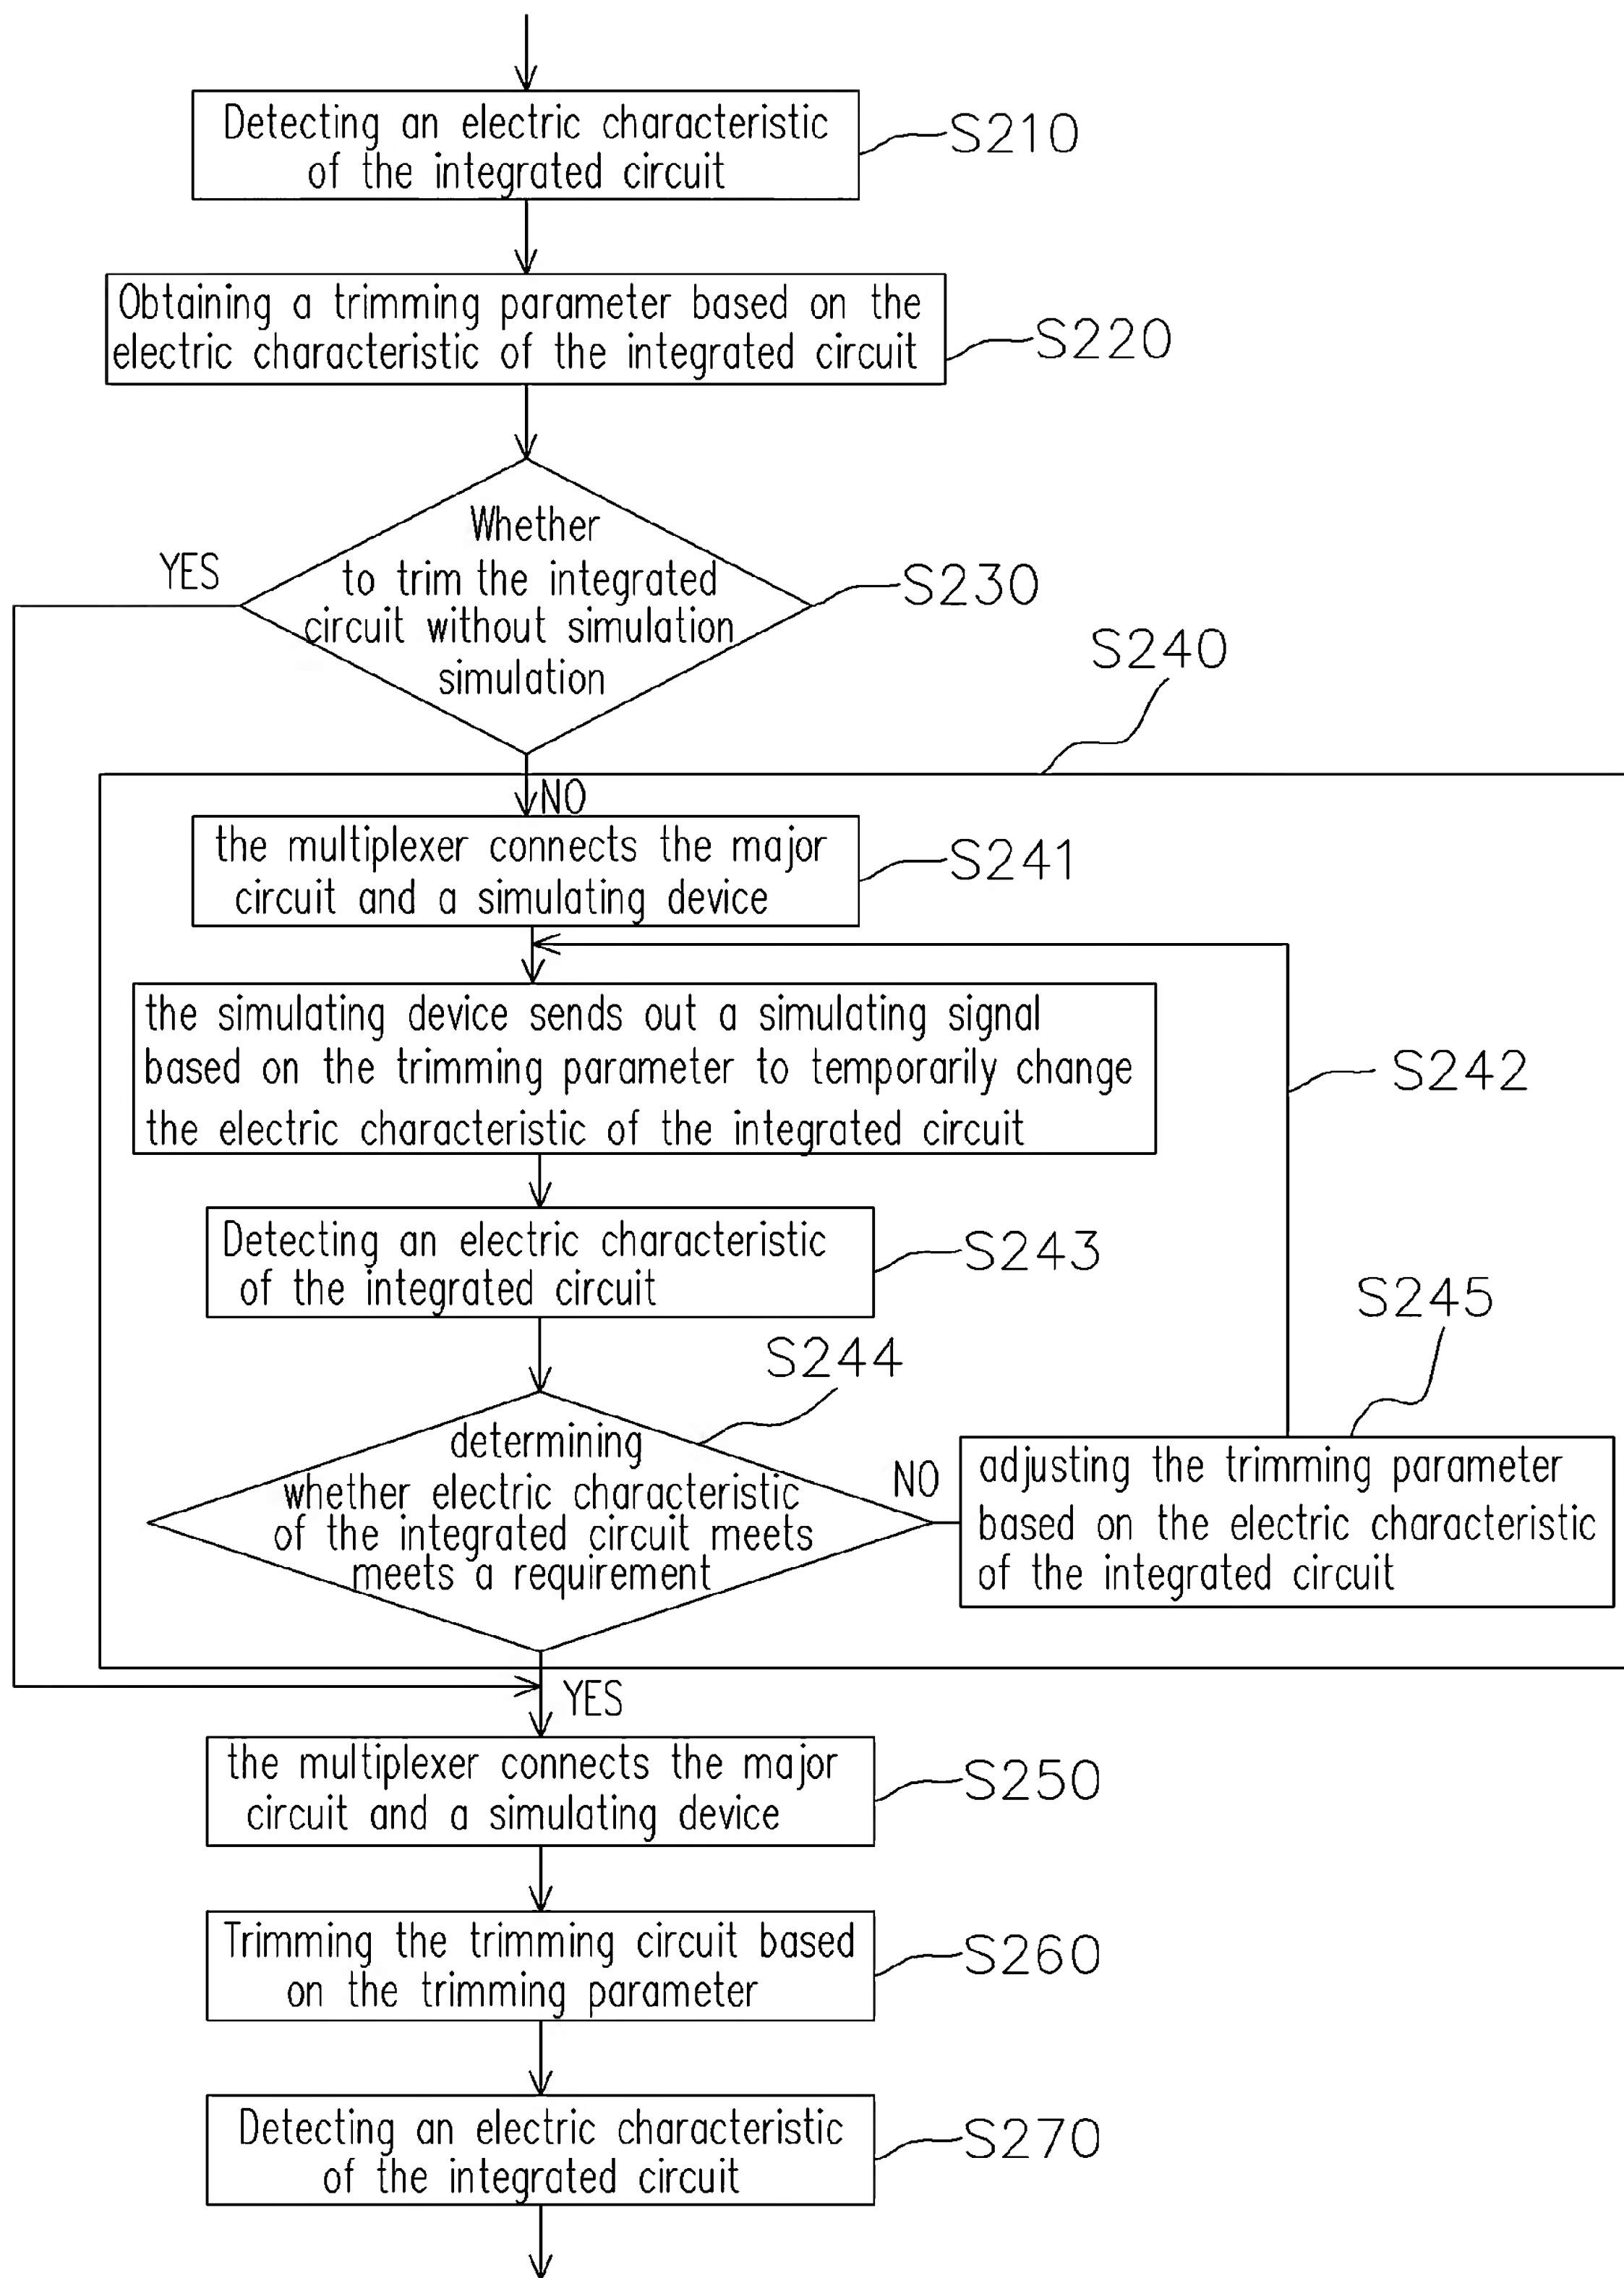 Detecting an electric characteristic
of the integrated circuit
S210
Obtaining a trimming parameter based on the
electric characteristic of the integrated circuit
S220
Whether
to trim the integrated
circuit without simulation
simulation
YES
S230
S240
NO
the multiplexer connects the major
circuit and a simulating device
S241
the simulating device sends out a simulating signal
based on the trimming parameter to temporarily change
the electric characteristic of the integrated circuit
S242
Detecting an electric characteristic
of the integrated circuit
S243
S244
determining
whether electric characteristic
of the integrated circuit meets
meets a requirement
NO
S245
adjusting the trimming parameter
based on the electric characteristic
of the integrated circuit
YES
the multiplexer connects the major
circuit and a simulating device
S250
Trimming the trimming circuit based
on the trimming parameter
S260
Detecting an electric characteristic
of the integrated circuit
S270